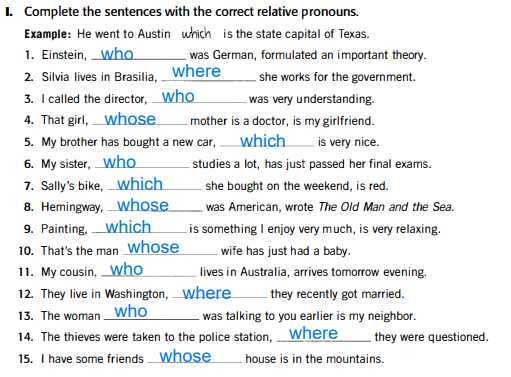 I. Complete the sentences with the correct relative pronouns.
Example: He went to Austin which is the state capital of Texas.
1. Einstein, who was German, formulated an important theory.
2. Silvia lives in Brasilia, where she works for the government.
3. I called the director, who was very understanding.
4. That girl, whose mother is a doctor, is my girlfriend.
5. My brother has bought a new car, which is very nice.
6. My sister, who studies a lot, has just passed her final exams.
7. Sally's bike, which she bought on the weekend, is red.
8. Hemingway, whose was American, wrote The Old Man and the Sea.
9. Painting, which is something I enjoy very much, is very relaxing.
10. That's the man whose wife has just had a baby.
11. My cousin, who lives in Australia, arrives tomorrow evening.
12. They live in Washington, where they recently got married.
13. The woman who was talking to you earlier is my neighbor.
14. The thieves were taken to the police station, where they were questioned.
15. I have some friends whose house is in the mountains.